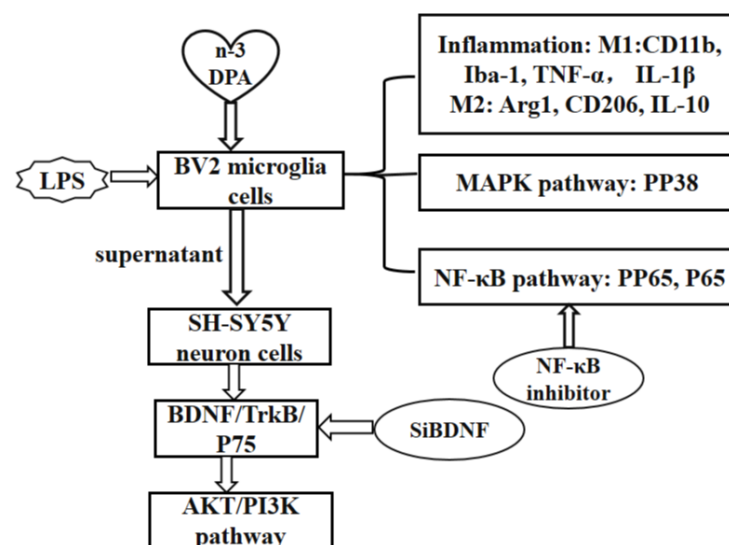 n-3
DPA
Inflammation: M1:CD11b,
Iba-1, TNF-α, IL-1β
M2: Arg1, CD206, IL-10
LPS
BV2 microglia
cells
MAPK pathway: PP38
supernatant
NF-κB pathway: PP65, P65
SH-SY5Y
neuron cells
NF-κB
inhibitor
BDNF/TrkB/
P75
SiBDNF
AKT/PI3K
pathway